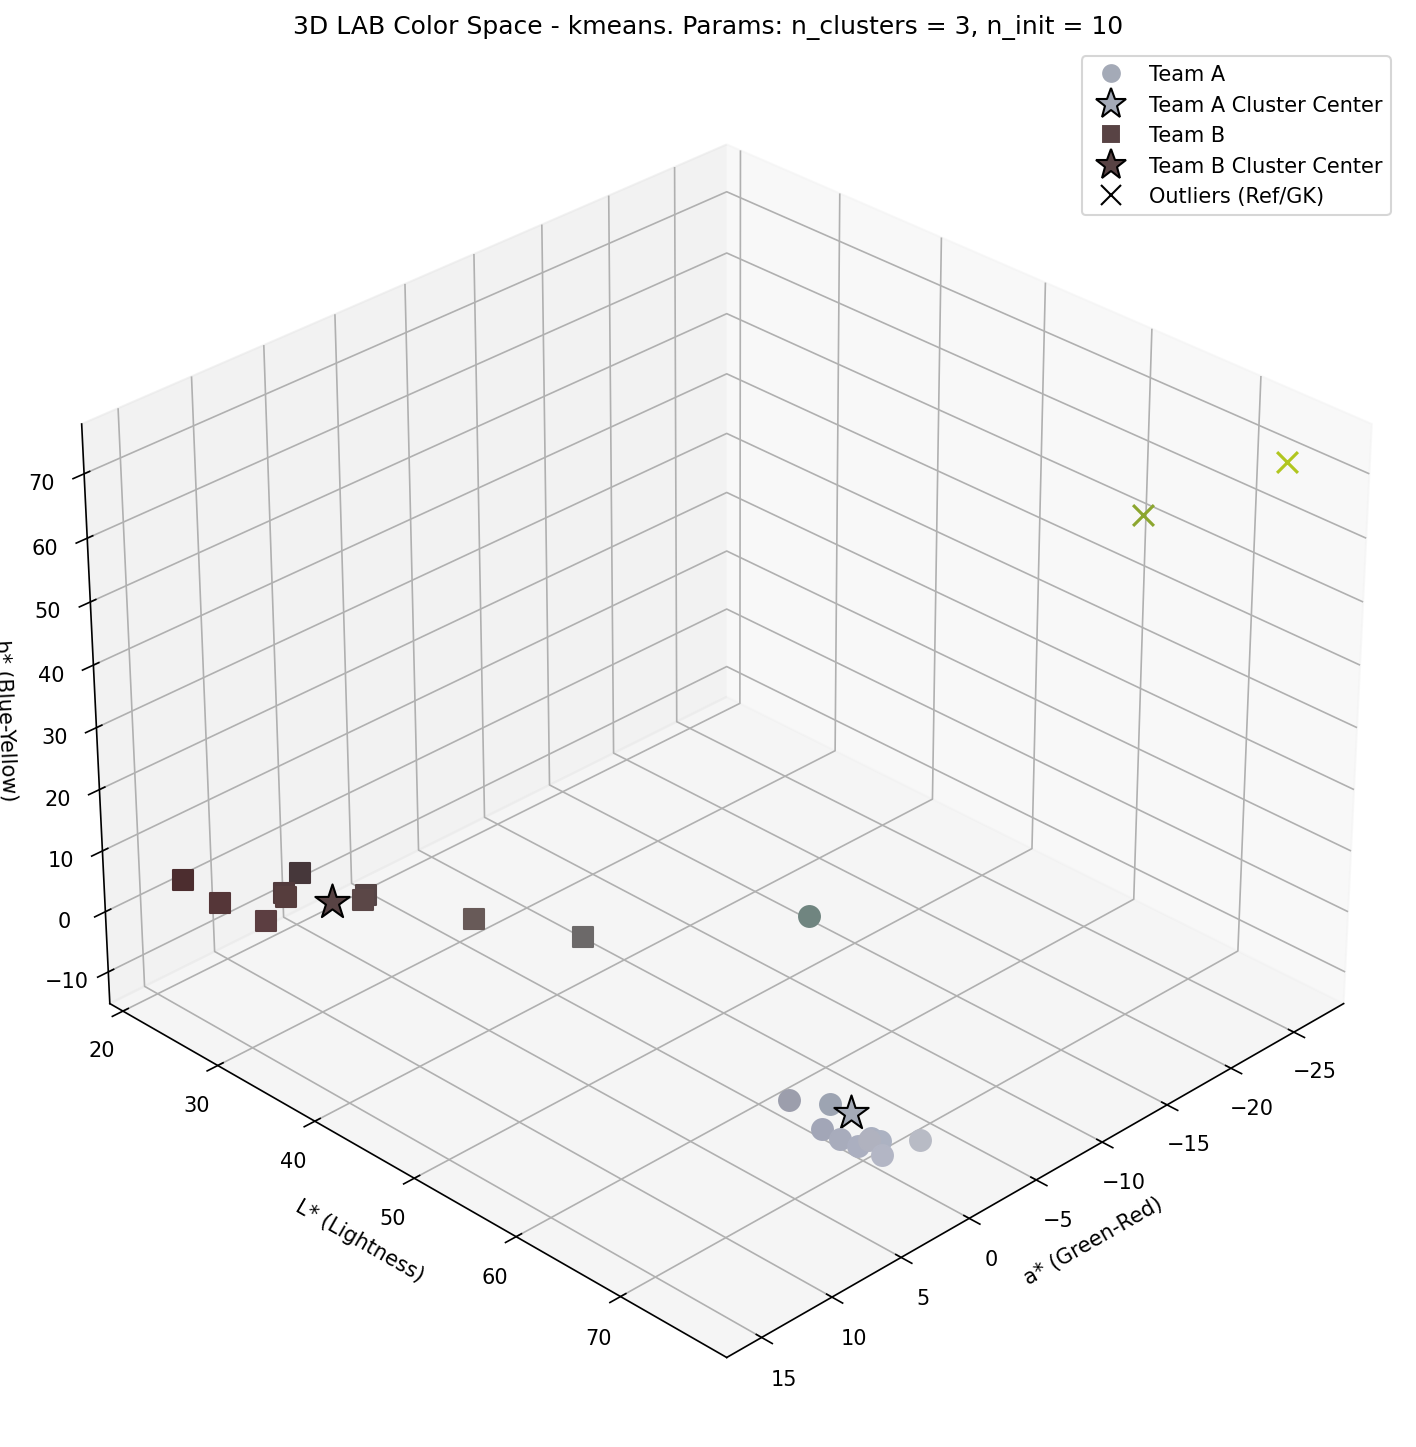 3D LAB Color Space - kmeans. Params: n_clusters = 3, n_init = 10
Team A
Team A Cluster Center
Team B
Team B Cluster Center
Outliers (Ref/GK)
70
60
50
40
30
20
10
0
−10
b* (Blue-Yellow)
20
30
40
50
60
70
L* (Lightness)
15
10
5
0
−5
−10
−15
−20
−25
a* (Green-Red)